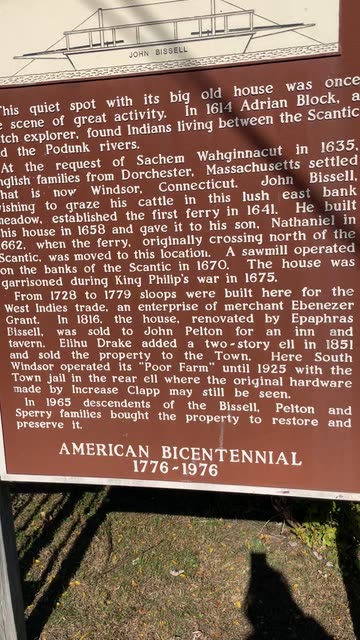 JOHN BISSELL
This quiet spot with its big old house was once
scene of great activity. In 1614 Adrian Block, a
explorer, found Indians living between the Scantic
the Podunk rivers.
At the request of Sachem Wahginnacut in 1635,
English families from Dorchester, Massachusetts settled
what is now Windsor, Connecticut. John Bissell,
wishing to graze his cattle in this lush east bank
meadow, established the first ferry in 1641. He built
this house in 1658 and gave it to his son, Nathaniel in
1662, when the ferry, originally crossing north of the
Scantic, was moved to this location. A sawmill operated
on the banks of the Scantic in 1670. The house was
garrisoned during King Philip's war in 1675.
From 1728 to 1779 sloops were built here for the
West Indies trade, an enterprise of merchant Ebenezer
Grant. In 1816, the house, renovated by Epaphras
Bissell, was sold to John Pelton for an inn and
tavern. Elihu Drake added a two-story ell in 1851
and sold the property to the Town. Here South
Windsor operated its "Poor Farm" until 1925 with the
Town jail in the rear ell where the original hardware
made by Increase Clapp may still be seen.
In 1965 descendents of the Bissell, Pelton and
Sperry families bought the property to restore and
preserve it.
AMERICAN BICENTENNIAL
1776-1976